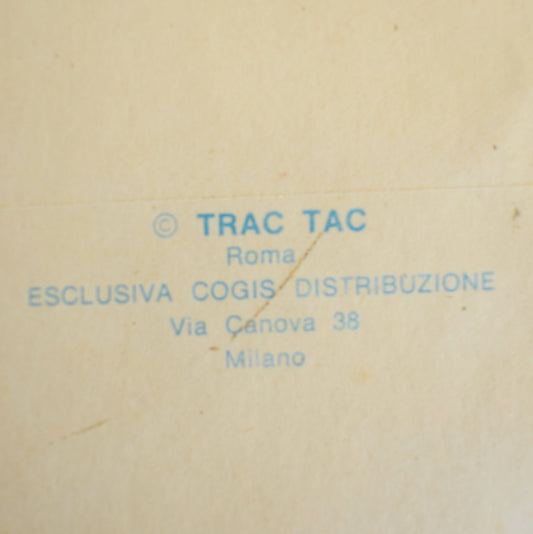 © TRAC TAC
Roma
ESCLUSIVA COGIS DISTRIBUZIONE
Via Canova 38
Milano